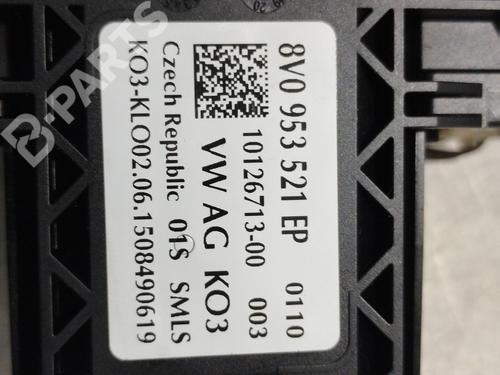 8V0 953 521 EP 0110
10126713-00 003
VW AG KO3
Czech Republic 01S SMLS
KO3-KLO02.06.1508490619
B-PARTS